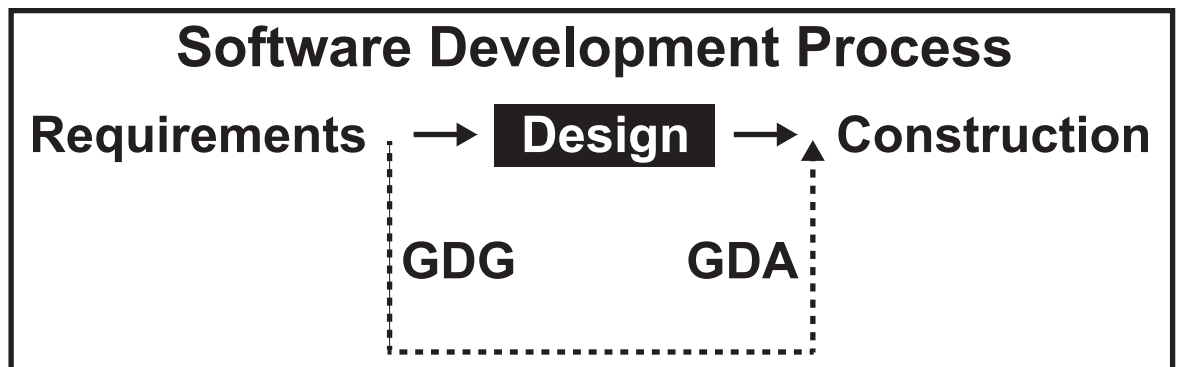 Software Development Process
Requirements Design Construction
GDG GDA